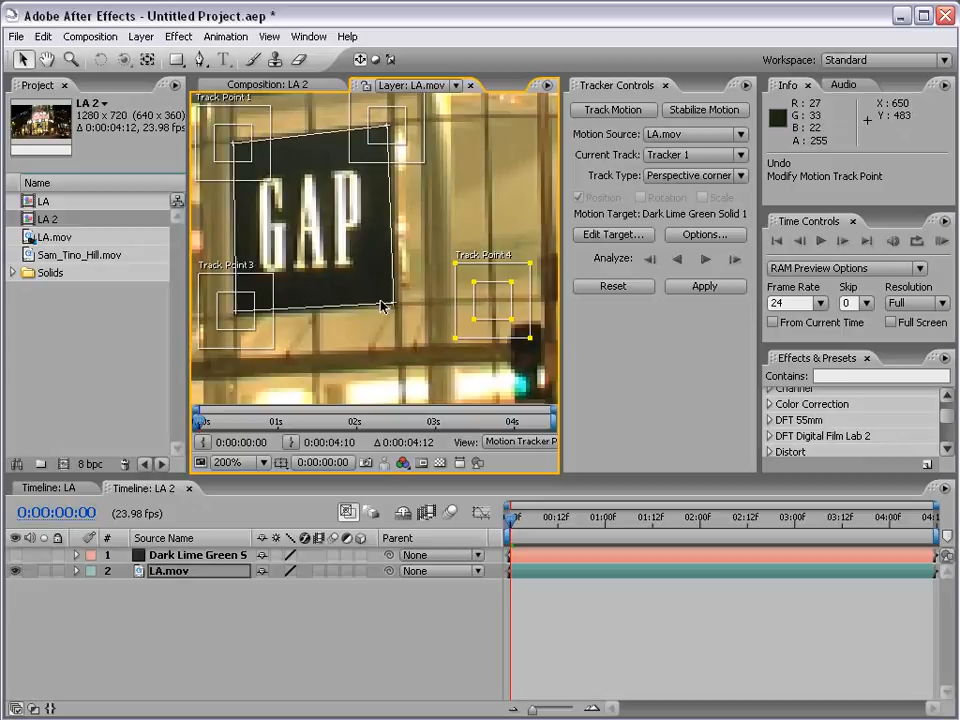 Adobe After Effects - Untitled Project.aep *
File Edit Composition Layer Effect Animation View Window Help
Workspace: Standard
Project
LA 2
1280 x 720 (640 x 360)
Δ 0:00:04:12, 23.98 fps
Name
LA
LA 2
LA.mov
Sam_Tino_Hill.mov
Solids
8 bpc
Composition: LA 2
Layer: LA.mov
Track Point 1
GAP
Track Point 3
Track Point 4
01s 02s 03s 04s
0:00:00:00 0:00:04:10 Δ 0:00:04:12 View: Motion Tracker P
200% 0:00:00:00
Tracker Controls
Track Motion Stabilize Motion
Motion Source: LA.mov
Current Track: Tracker 1
Track Type: Perspective corner
Position Rotation Scale
Motion Target: Dark Lime Green Solid 1
Edit Target... Options...
Analyze:
Reset Apply
Info Audio
R: 27
G: 33
B: 22
A: 255
X: 650
Y: 483
Undo
Modify Motion Track Point
Time Controls
RAM Preview Options
Frame Rate Skip Resolution
24 0 Full
From Current Time Full Screen
Effects & Presets
Contains:
Channel
Color Correction
DFT 55mm
DFT Digital Film Lab 2
Distort
Timeline: LA Timeline: LA 2
0:00:00:00 (23.98 fps)
# Source Name Parent
00:12f 01:00f 01:12f 02:00f 02:12f 03:00f 03:12f 04:00f 04:1
1 Dark Lime Green S None
2 LA.mov None